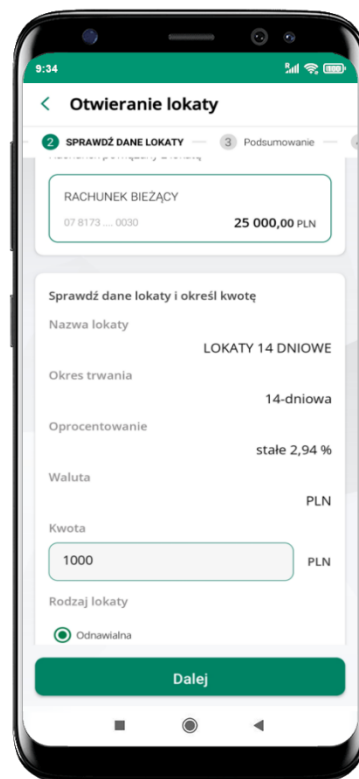 9:34
100
Otwieranie lokaty
2 SPRAWDŹ DANE LOKATY
3 Podsumowanie
RACHUNEK BIEŻĄCY
07 8173 .... 0030
25 000,00 PLN
Sprawdź dane lokaty i określ kwotę
Nazwa lokaty
LOKATY 14 DNIOWE
Okres trwania
14-dniowa
Oprocentowanie
stałe 2,94 %
Waluta
PLN
Kwota
1000 PLN
Rodzaj lokaty
Odnawialna
Dalej